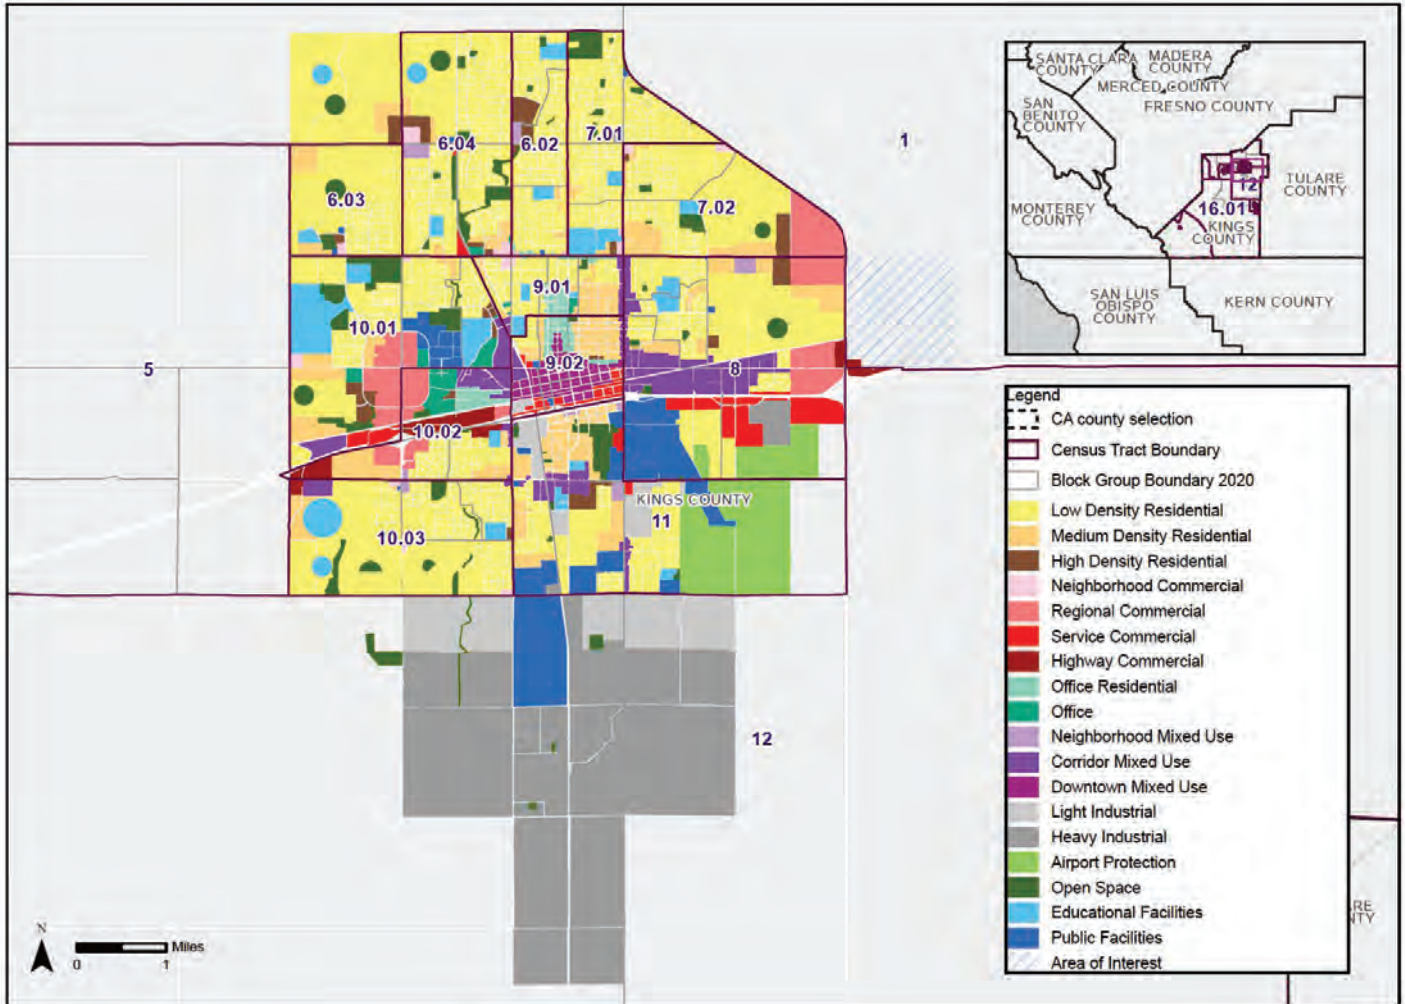 SANTA CLARA
COUNTY
MADERA
COUNTY
MERCED COUNTY
FRESNO COUNTY
SAN
BENITO
COUNTY
TULARE
COUNTY
12
16.01
MONTEREY
COUNTY
KINGS
COUNTY
SAN LUIS
OBISPO
COUNTY
KERN COUNTY
1
6.04
6.02
7.01
6.03
7.02
9.01
10.01
5
9.02
8
10.02
KINGS COUNTY
11
10.03
12
Legend
CA county selection
Census Tract Boundary
Block Group Boundary 2020
Low Density Residential
Medium Density Residential
High Density Residential
Neighborhood Commercial
Regional Commercial
Service Commercial
Highway Commercial
Office Residential
Office
Neighborhood Mixed Use
Corridor Mixed Use
Downtown Mixed Use
Light Industrial
Heavy Industrial
Airport Protection
Open Space
Educational Facilities
Public Facilities
Area of Interest
RE
NTY
N
Miles
0 1